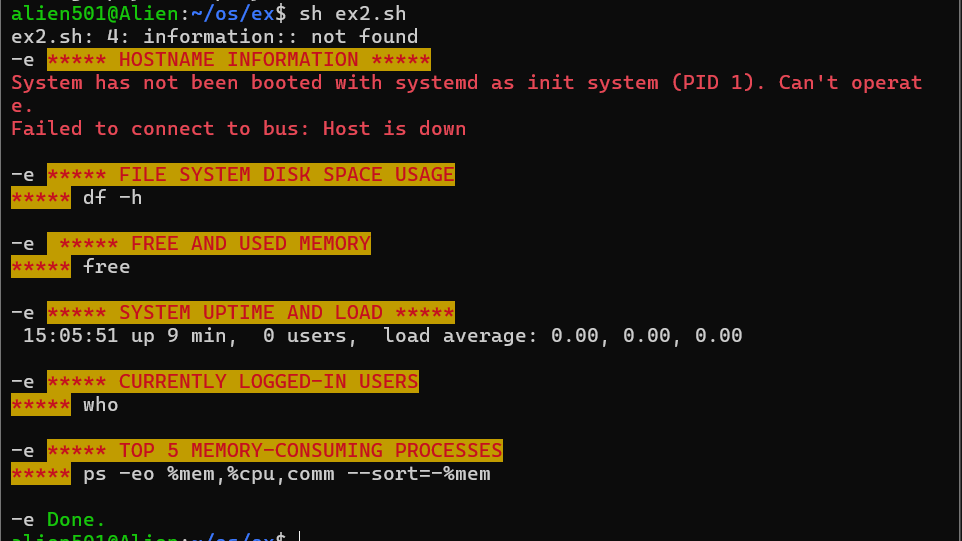 alien501@Alien:~/os/ex$ sh ex2.sh
ex2.sh: 4: information:: not found
-e ***** HOSTNAME INFORMATION *****
System has not been booted with systemd as init system (PID 1). Can't operat
e.
Failed to connect to bus: Host is down
-e ***** FILE SYSTEM DISK SPACE USAGE
***** df -h
-e  ***** FREE AND USED MEMORY
***** free
-e ***** SYSTEM UPTIME AND LOAD *****
 15:05:51 up 9 min,  0 users,  load average: 0.00, 0.00, 0.00
-e ***** CURRENTLY LOGGED-IN USERS
***** who
-e ***** TOP 5 MEMORY-CONSUMING PROCESSES
***** ps -eo %mem,%cpu,comm --sort=-%mem
-e Done.
alien501@Alien:~/os/ex$